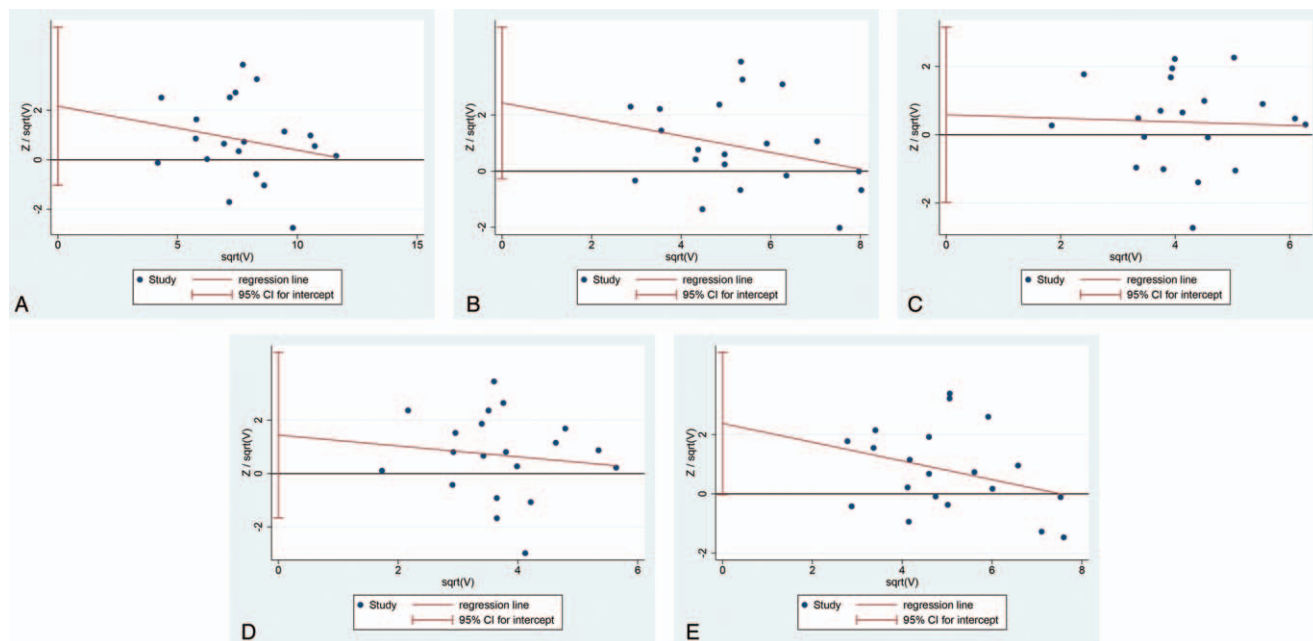 Z / sqrt(V)
2
0
-2
0
5
10
15
sqrt(V)
Study
regression line
95% CI for intercept
A
Z / sqrt(V)
2
0
-2
0
2
4
6
8
sqrt(V)
Study
regression line
95% CI for intercept
B
Z / sqrt(V)
2
0
-2
0
2
4
6
sqrt(V)
Study
regression line
95% CI for intercept
C
Z / sqrt(V)
2
0
-2
0
2
4
6
sqrt(V)
Study
regression line
95% CI for intercept
D
Z / sqrt(V)
2
0
-2
0
2
4
6
8
sqrt(V)
Study
regression line
95% CI for intercept
E